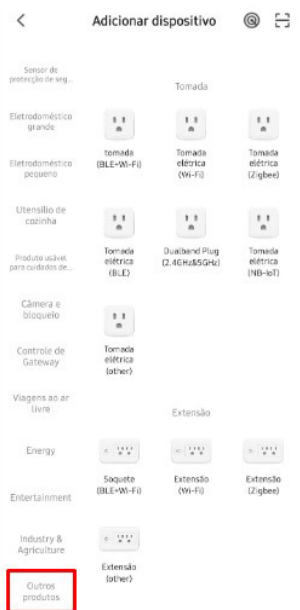 Adicionar dispositivo
Sensor de
protecção de seg...
Eletrodoméstico
grande
Eletrodoméstico
pequeno
Utensílio de
cozinha
Produto usável
para cuidados de...
Câmera e
bloqueio
Controle de
Gateway
Viagens ao ar
livre
Energy
Entertainment
Industry &
Agriculture
Outros
produtos
Tomada
tomada
(BLE+Wi-Fi)
Tomada
elétrica
(Wi-Fi)
Tomada
elétrica
(Zigbee)
Tomada
elétrica
(BLE)
Dualband Plug
(2.4GHz&5GHz)
Tomada
elétrica
(NB-IoT)
Tomada
elétrica
(other)
Extensão
Soquete
(BLE+Wi-Fi)
Extensão
(Wi-Fi)
Extensão
(Zigbee)
Extensão
(other)